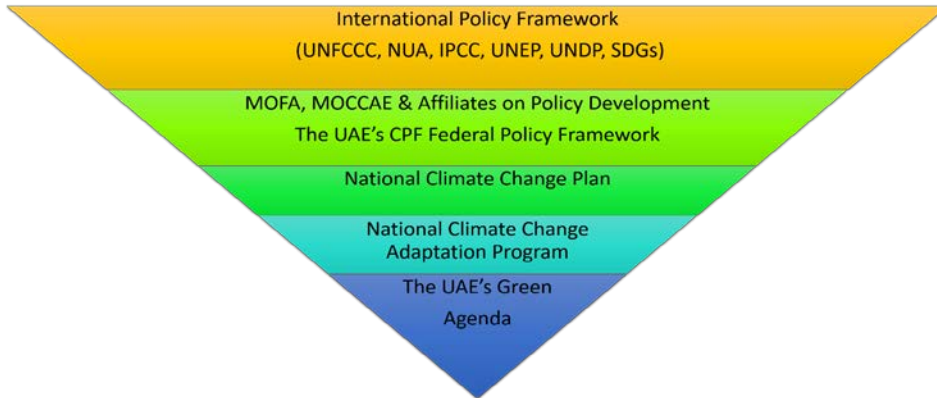 International Policy Framework
(UNFCCC, NUA, IPCC, UNEP, UNDP, SDGs)
MOFA, MOCCAE & Affiliates on Policy Development
The UAE's CPF Federal Policy Framework
National Climate Change Plan
National Climate Change
Adaptation Program
The UAE's Green
Agenda